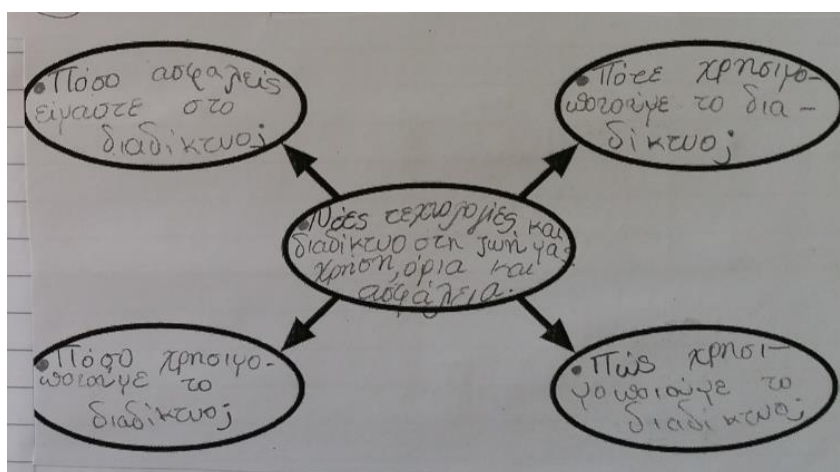 • Πόσο ασφαλείς
είμαστε στο
διαδίκτυο;
• Πότε χρησιμο-
ποιούμε το δια-
δίκτυο;
• Νέες τεχνολογίες και
διαδίκτυο στη ζωή μας
χρήση, όρια και
ασφάλεια.
• Πόσο χρησιμο-
ποιούμε το
διαδίκτυο;
• Πώς χρησι-
μοποιούμε το
διαδίκτυο;